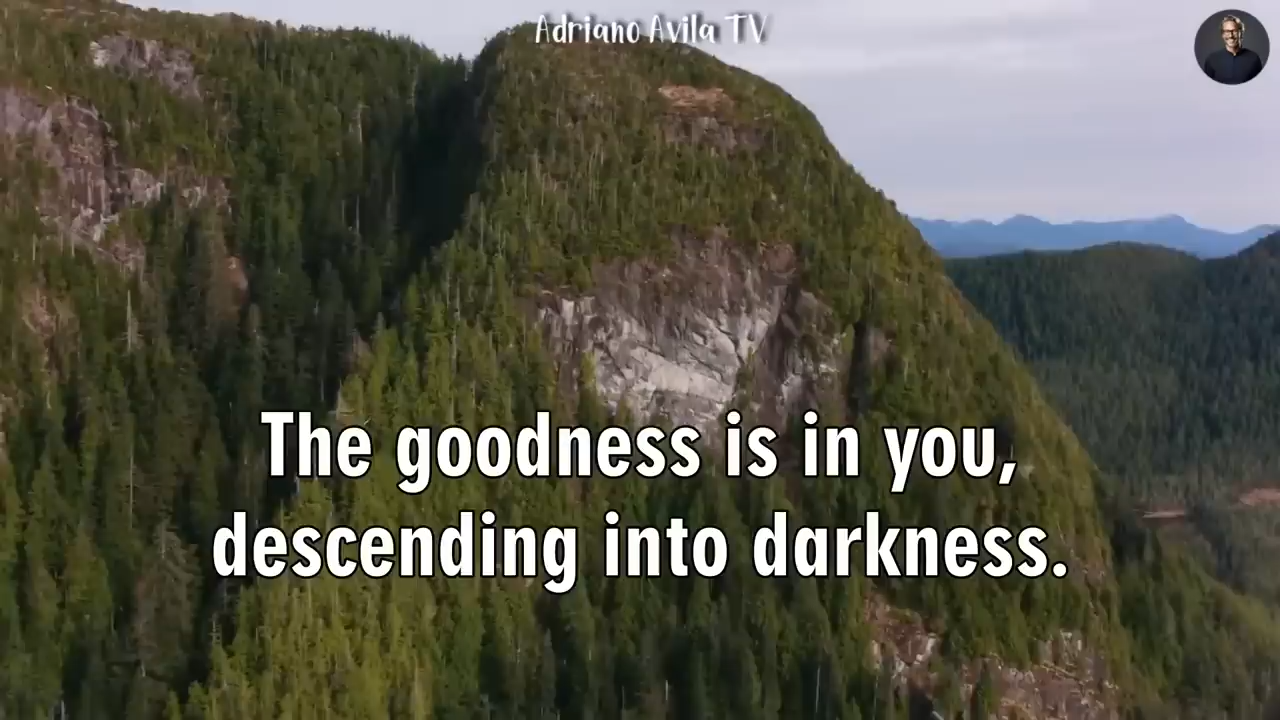 Adriano Avila TV
The goodness is in you,
descending into darkness.